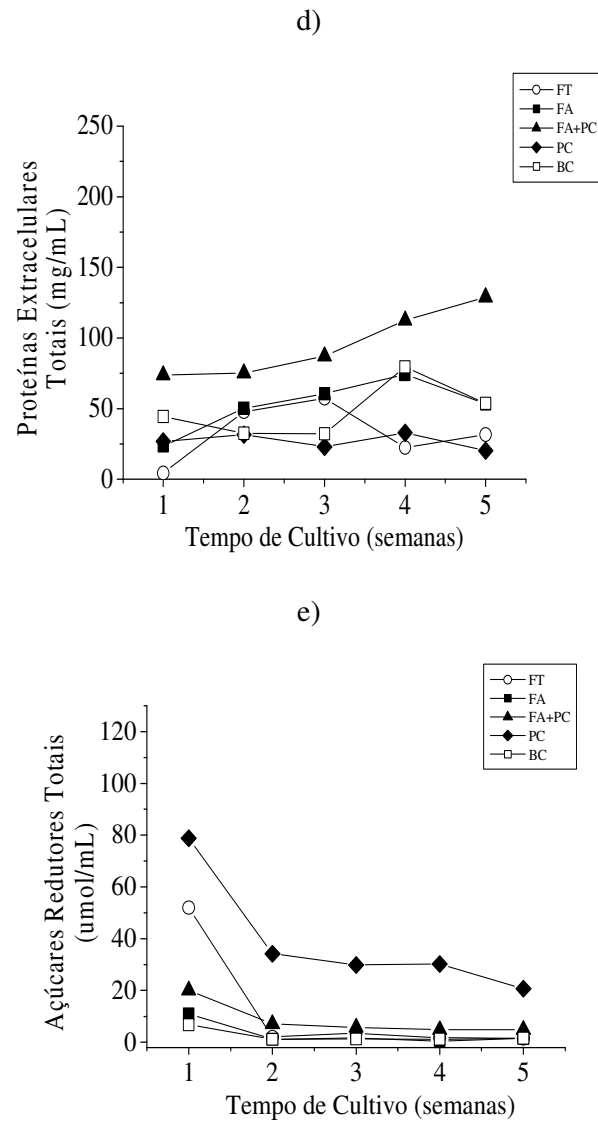 d)
FT
FA
FA+PC
PC
BC
250
200
150
100
50
0
Proteínas Extracelulares
Totais (mg/mL)
1 2 3 4 5
Tempo de Cultivo (semanas)
e)
FT
FA
FA+PC
PC
BC
120
100
80
60
40
20
0
Açúcares Redutores Totais
(umol/mL)
1 2 3 4 5
Tempo de Cultivo (semanas)